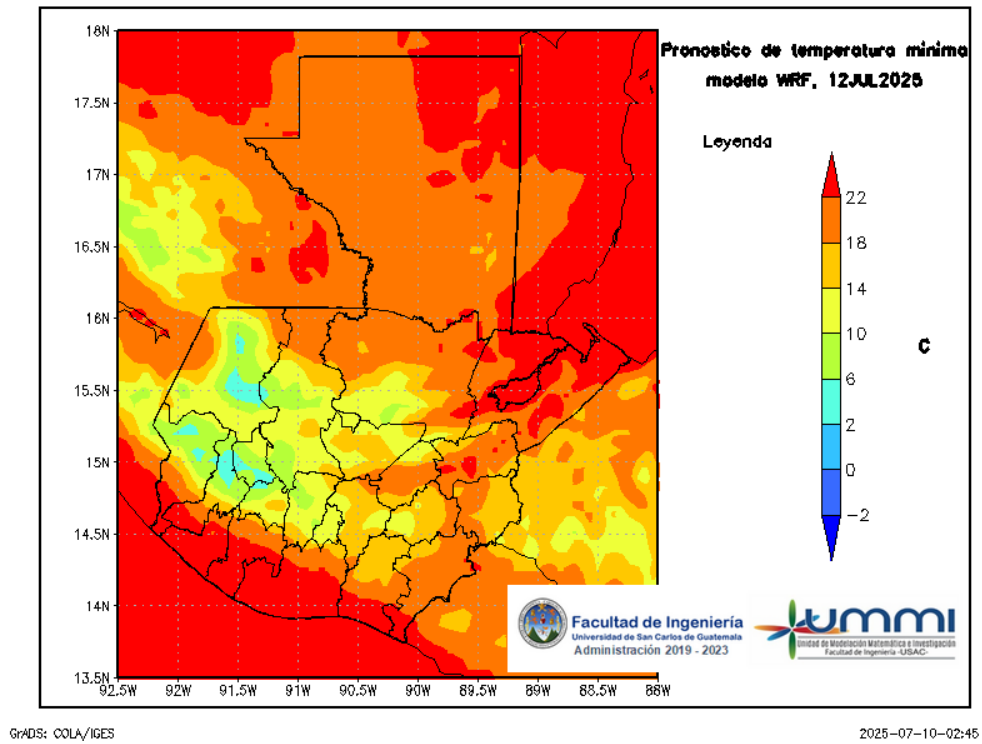 Pronostico de temperatura minima
modelo WRF, 12JUL2025
Leyenda
22
18
14
10
6
2
0
-2
C
18N
17.5N
17N
16.5N
16N
15.5N
15N
14.5N
14N
13.5N
92.5W 92W 91.5W 91W 90.5W 90W 89.5W 89W 88.5W 88W
Facultad de Ingeniería
Universidad de San Carlos de Guatemala
Administración 2019 - 2023
ummi
Unidad de Modelación Matemática e Investigación
Facultad de Ingeniería -USAC-
GrADS: COLA/IGES
2025-07-10-02:45